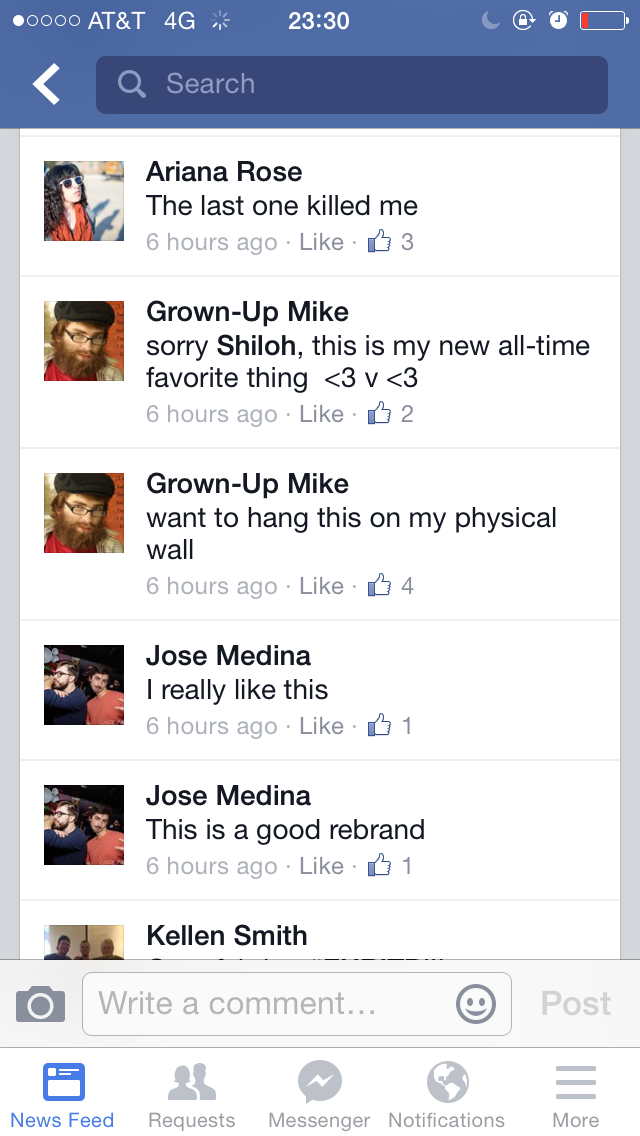 AT&T 4G 23:30
Search
Ariana Rose
The last one killed me
6 hours ago · Like · 3
Grown-Up Mike
sorry Shiloh, this is my new all-time
favorite thing <3 v <3
6 hours ago · Like · 2
Grown-Up Mike
want to hang this on my physical
wall
6 hours ago · Like · 4
Jose Medina
I really like this
6 hours ago · Like · 1
Jose Medina
This is a good rebrand
6 hours ago · Like · 1
Kellen Smith
Write a comment...
Post
News Feed Requests Messenger Notifications More